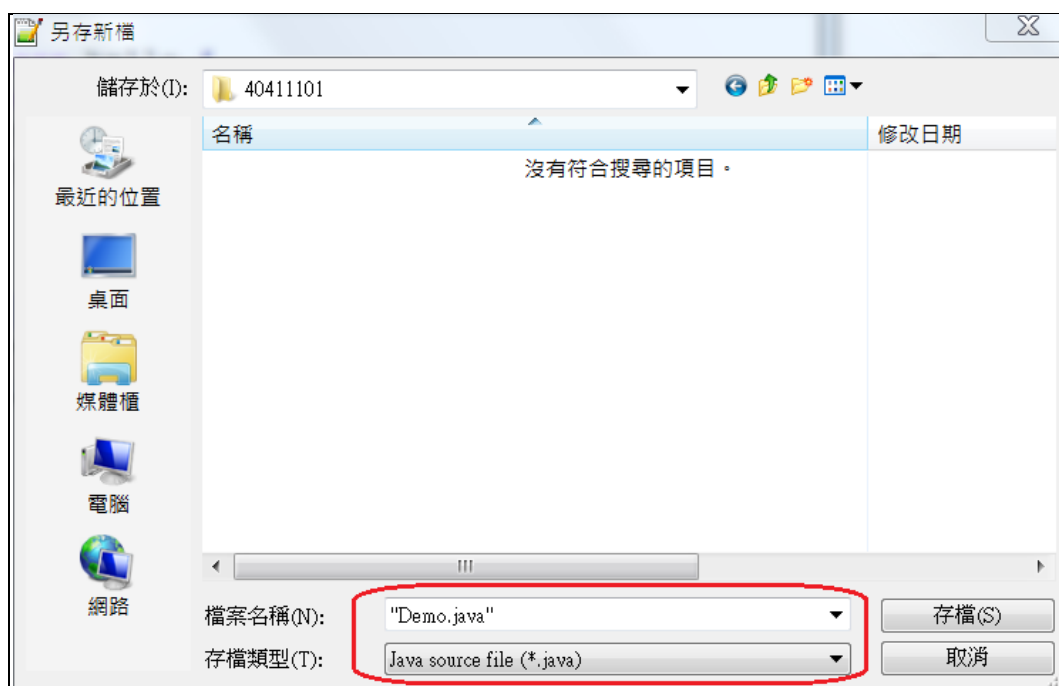 另存新檔
儲存於(I):
40411101
名稱
修改日期
沒有符合搜尋的項目。
最近的位置
桌面
媒體櫃
電腦
網路
檔案名稱(N):
"Demo.java"
存檔(S)
存檔類型(T):
Java source file (*.java)
取消